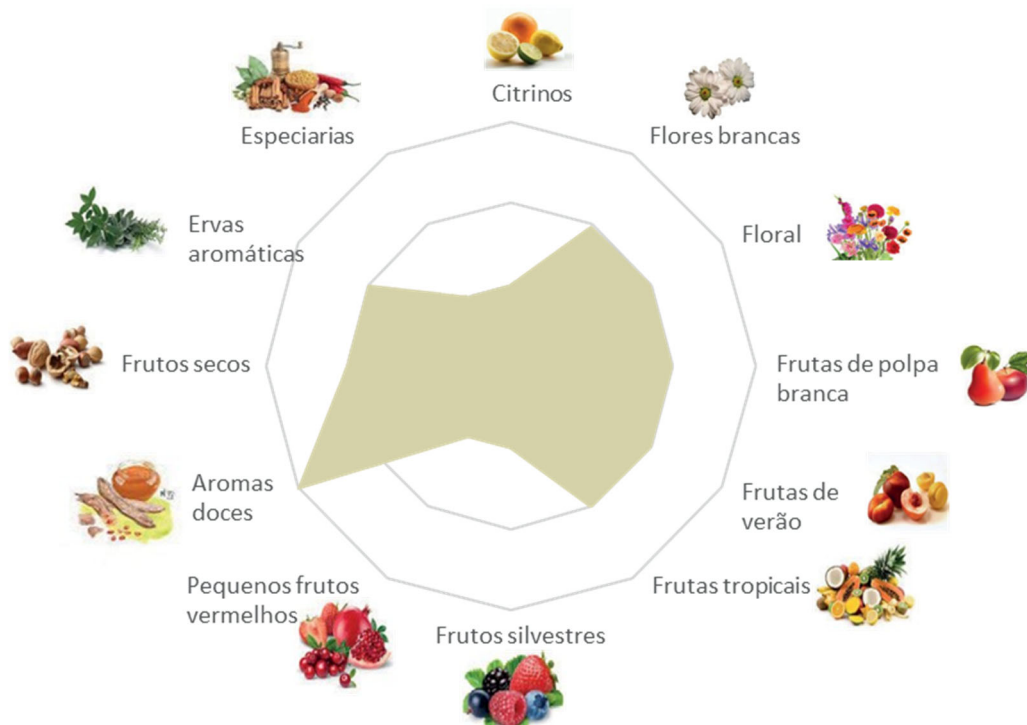 Citrinos
Flores brancas
Floral
Frutas de polpa
branca
Frutas de
verão
Frutas tropicais
Frutos silvestres
Pequenos frutos
vermelhos
Aromas
doces
Frutos secos
Ervas
aromáticas
Especiarias